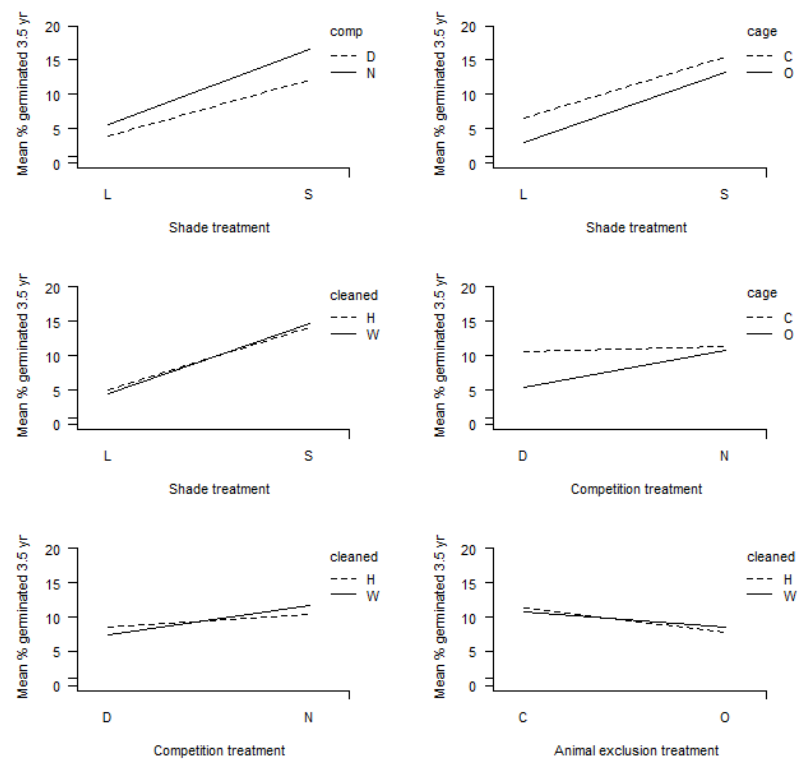 Mean % germinated 3.5 yr
20
15
10
5
0
L
S
Shade treatment
comp
D
N
Mean % germinated 3.5 yr
20
15
10
5
0
L
S
Shade treatment
cage
C
O
Mean % germinated 3.5 yr
20
15
10
5
0
L
S
Shade treatment
cleaned
H
W
Mean % germinated 3.5 yr
20
15
10
5
0
D
N
Competition treatment
cage
C
O
Mean % germinated 3.5 yr
20
15
10
5
0
D
N
Competition treatment
cleaned
H
W
Mean % germinated 3.5 yr
20
15
10
5
0
C
O
Animal exclusion treatment
cleaned
H
W